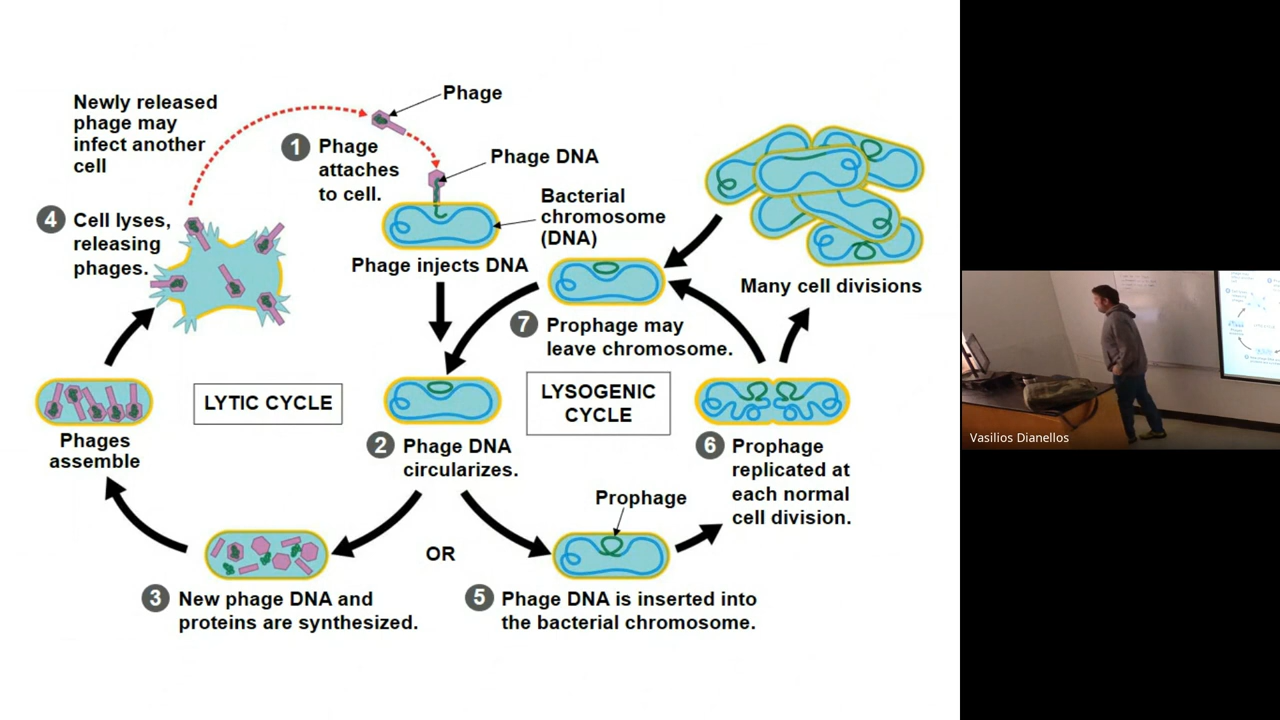 Newly released
phage may
infect another
cell
Phage
1 Phage
attaches
to cell.
Phage DNA
Bacterial
chromosome
(DNA)
4 Cell lyses,
releasing
phages.
Phage injects DNA
Many cell divisions
7 Prophage may
leave chromosome.
LYTIC CYCLE
LYSOGENIC
CYCLE
Phages
assemble
2 Phage DNA
circularizes.
6 Prophage
replicated at
each normal
cell division.
Prophage
OR
3 New phage DNA and
proteins are synthesized.
5 Phage DNA is inserted into
the bacterial chromosome.
Vasilios Dianellos